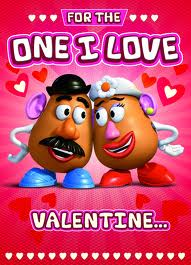 FOR THE
ONE I LOVE
VALENTINE...